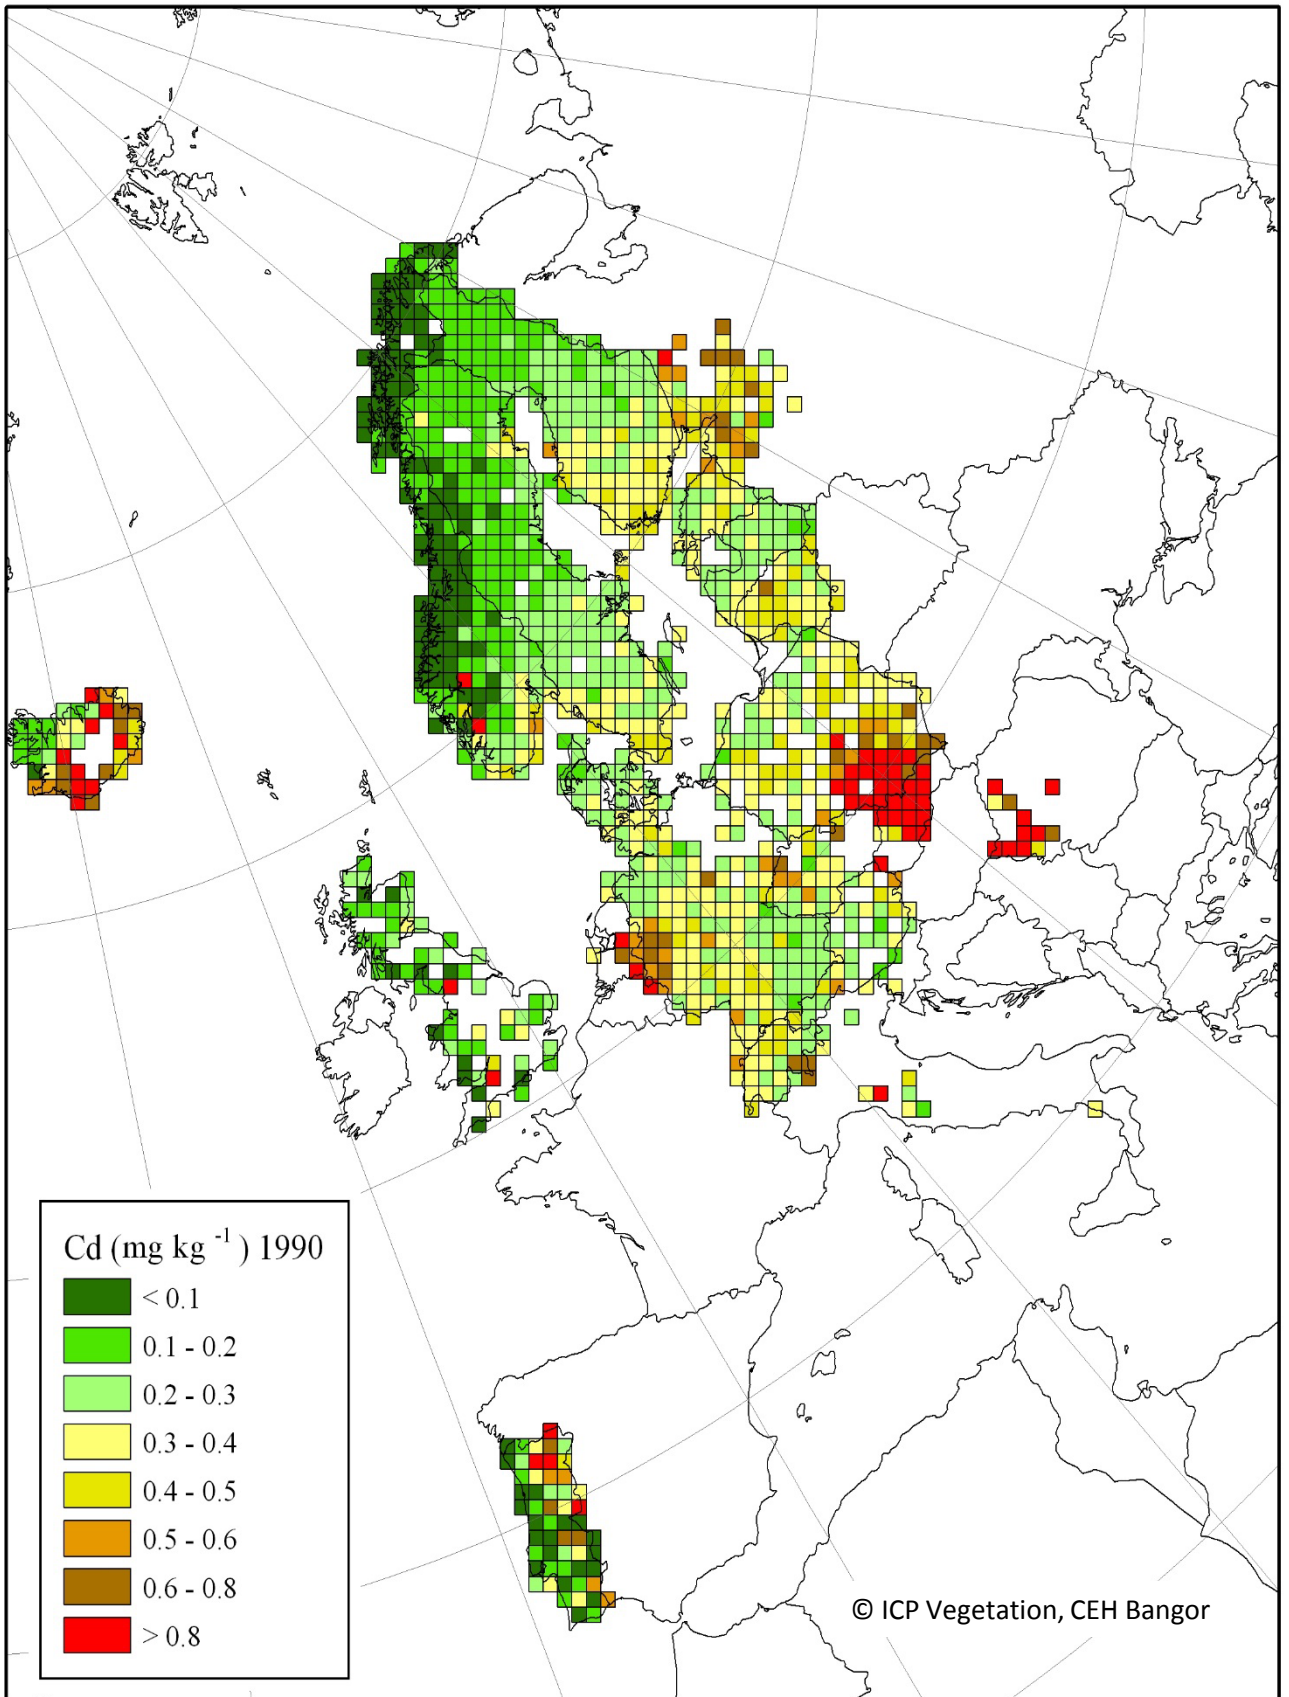 Cd (mg kg ⁻¹ ) 1990
< 0.1
0.1 - 0.2
0.2 - 0.3
0.3 - 0.4
0.4 - 0.5
0.5 - 0.6
0.6 - 0.8
> 0.8
© ICP Vegetation, CEH Bangor